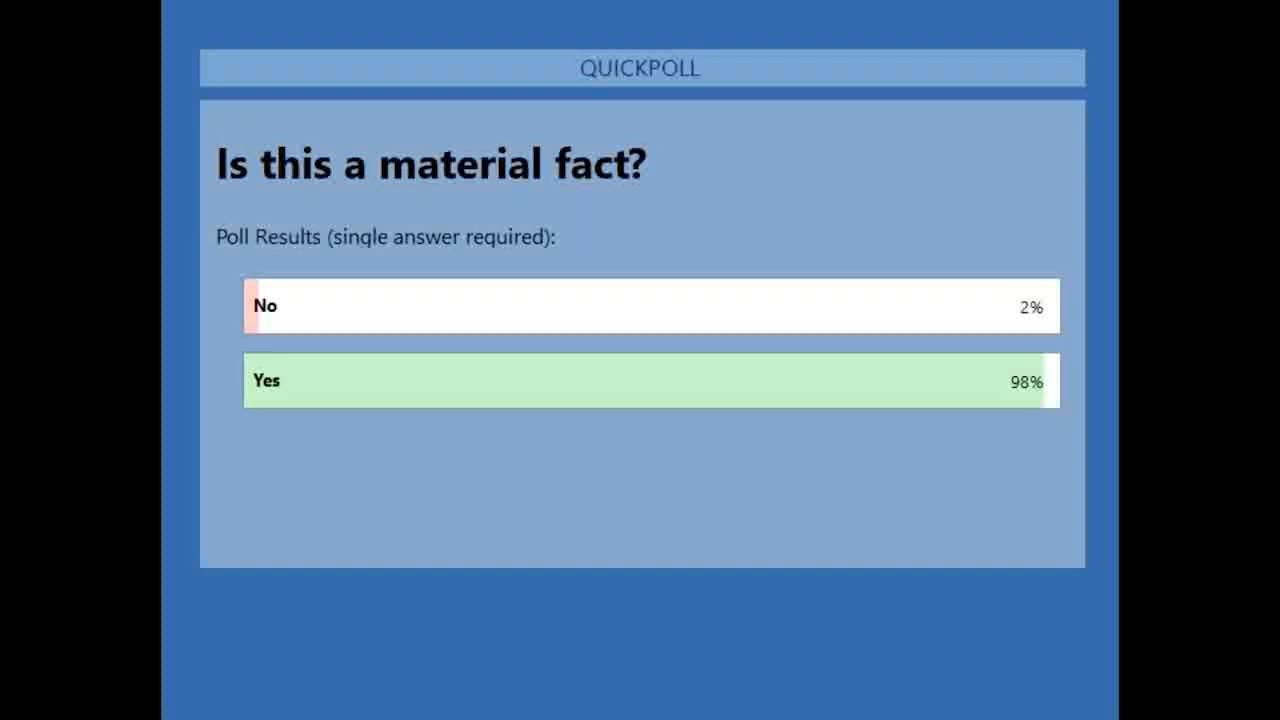 QUICKPOLL
Is this a material fact?
Poll Results (single answer required):
No 2%
Yes 98%